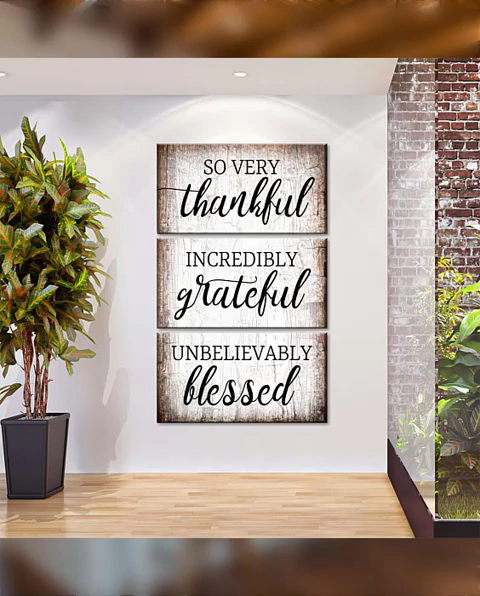 SO VERY
thankful
INCREDIBLY
grateful
UNBELIEVABLY
blessed